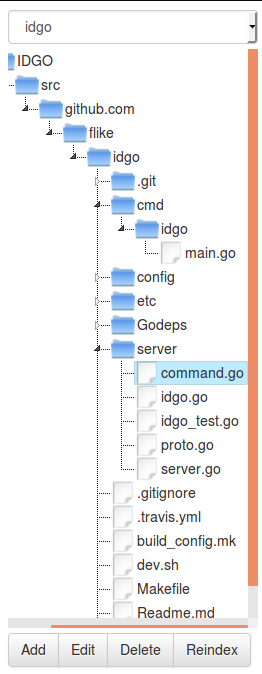 idgo
IDGO
src
github.com
flike
idgo
.git
cmd
idgo
main.go
config
etc
Godeps
server
command.go
idgo.go
idgo_test.go
proto.go
server.go
.gitignore
.travis.yml
build_config.mk
dev.sh
Makefile
Readme.md
Add Edit Delete Reindex